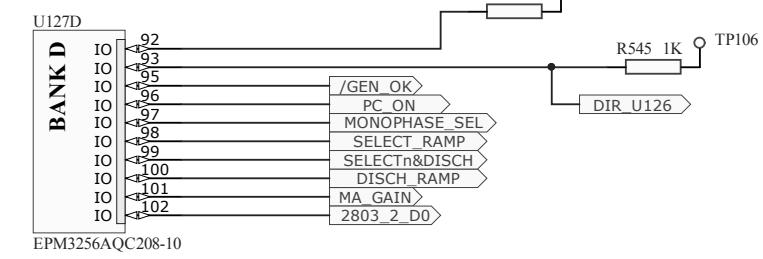 U127D
BANK D
IO 92
IO 93
R545 1K
TP106
IO 95 /GEN_OK
DIR_U126
IO 96 PC_ON
IO 97 MONOPHASE_SEL
IO 98 SELECT_RAMP
IO 99 SELECTn&DISCH
IO 100 DISCH_RAMP
IO 101 MA_GAIN
IO 102 2803_2_D0
EPM3256AQC208-10